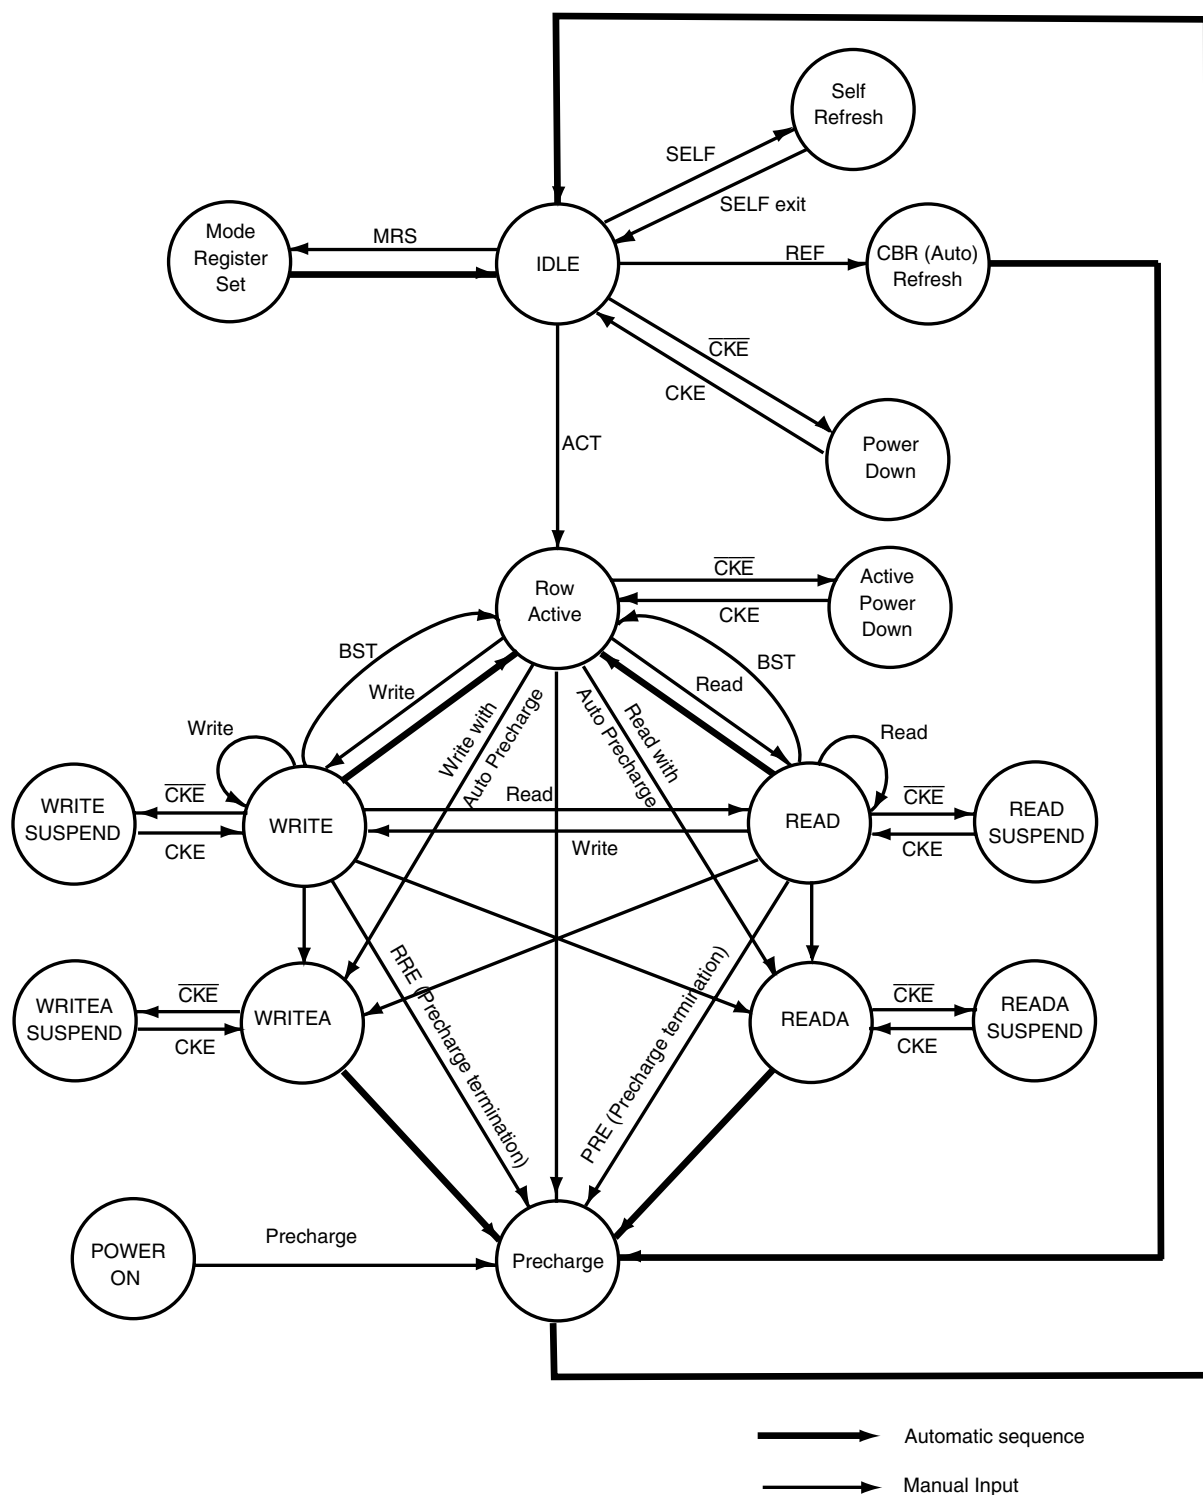 Self
Refresh
SELF
SELF exit
Mode
Register
Set
MRS
IDLE
REF
CBR (Auto)
Refresh
CKE
CKE
Power
Down
ACT
Row
Active
CKE
CKE
Active
Power
Down
BST
Write
Write with
Auto Precharge
Auto Precharge
Read with
Read
BST
Write
Read
WRITE
SUSPEND
CKE
CKE
WRITE
Read
Write
READ
CKE
CKE
READ
SUSPEND
RRE (Precharge termination)
PRE (Precharge termination)
WRITEA
SUSPEND
CKE
CKE
WRITEA
READA
CKE
CKE
READA
SUSPEND
POWER
ON
Precharge
Precharge
Automatic sequence
Manual Input